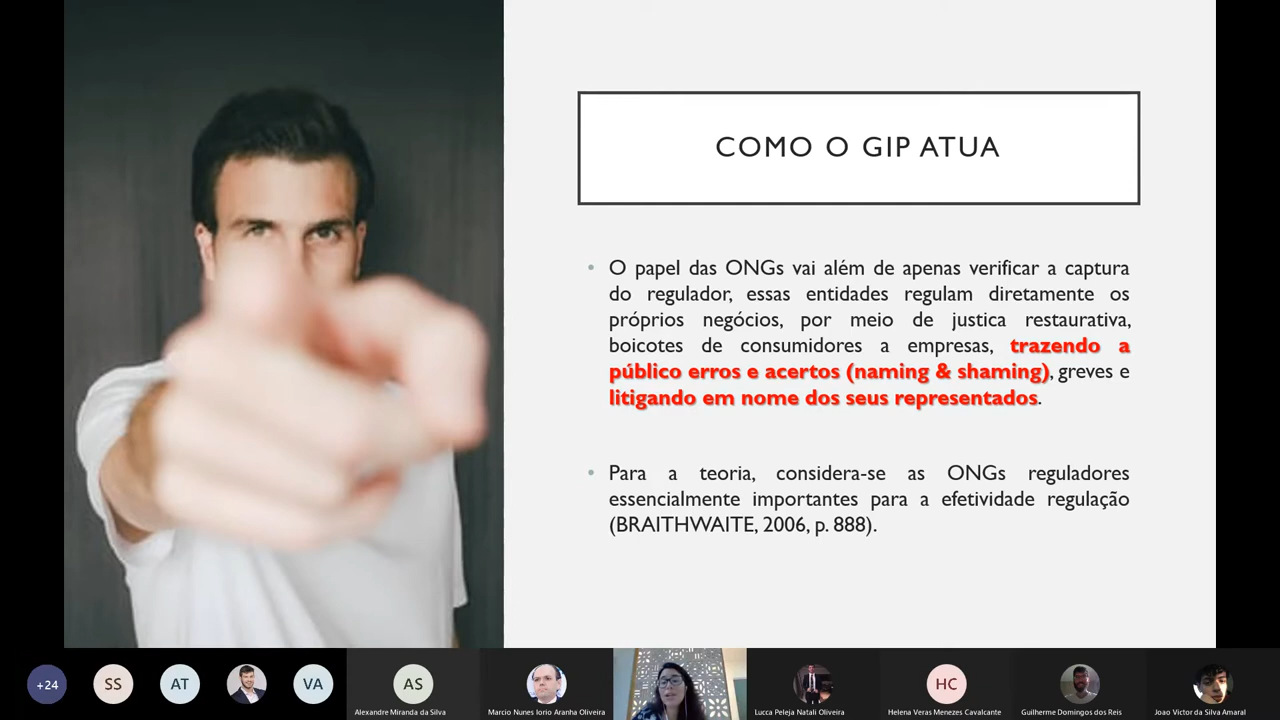 COMO O GIP ATUA
• O papel das ONGs vai além de apenas verificar a captura
do regulador, essas entidades regulam diretamente os
próprios negócios, por meio de justica restaurativa,
boicotes de consumidores a empresas, trazendo a
público erros e acertos (naming & shaming), greves e
litigando em nome dos seus representados.
• Para a teoria, considera-se as ONGs reguladores
essencialmente importantes para a efetividade regulação
(BRAITHWAITE, 2006, p. 888).
+24
SS
AT
VA
AS
HC
Alexandre Miranda da Silva
Marcio Nunes Iorio Aranha Oliveira
Lucca Peleja Natali Oliveira
Helena Veras Menezes Cavalcante
Guilherme Domingos dos Reis
Joao Victor da Silva Amaral